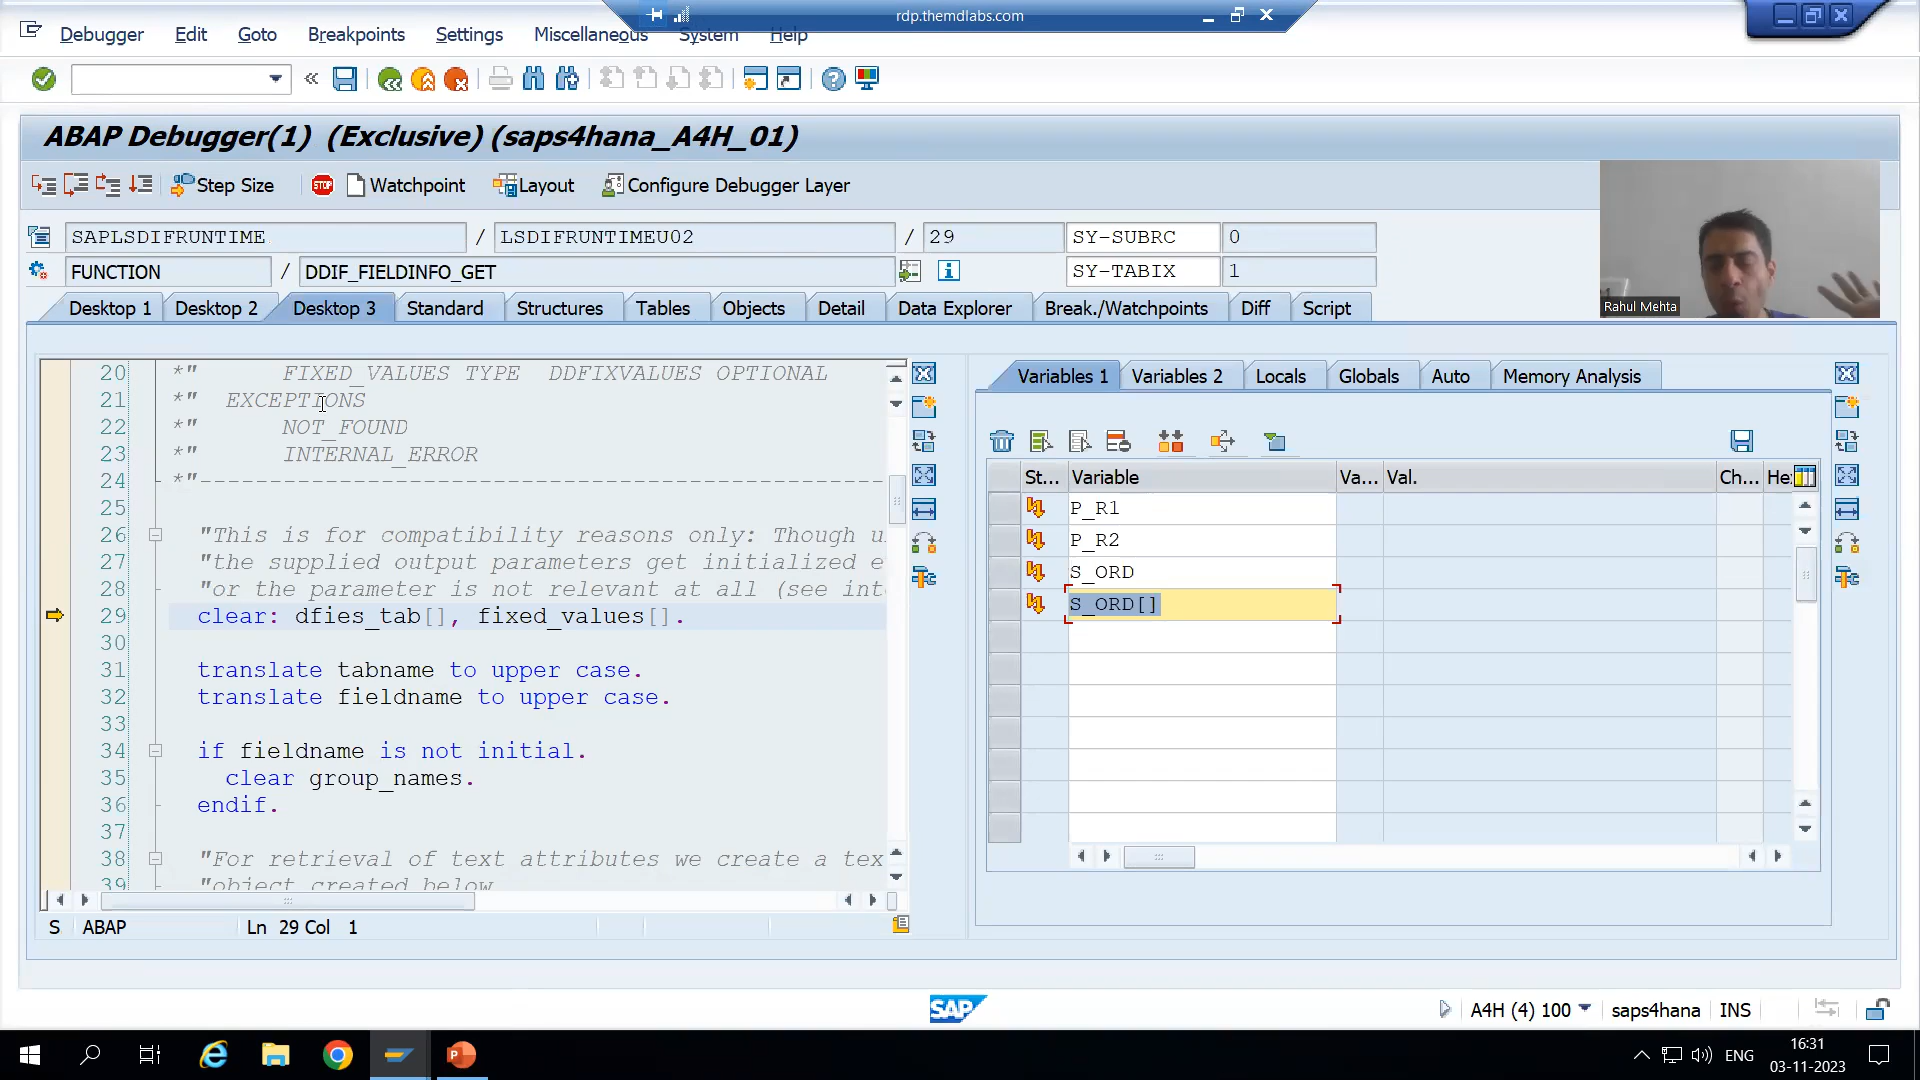 rdp.themdlabs.com
Debugger Edit Goto Breakpoints Settings Miscellaneous System Help
ABAP Debugger(1) (Exclusive) (saps4hana_A4H_01)
Step Size STOP Watchpoint Layout Configure Debugger Layer
SAPLSDIFRUNTIME / LSDIFRUNTIMEU02 / 29 SY-SUBRC 0
FUNCTION / DDIF_FIELDINFO_GET SY-TABIX 1
Rahul Mehta
Desktop 1 Desktop 2 Desktop 3 Standard Structures Tables Objects Detail Data Explorer Break./Watchpoints Diff Script
20 *" FIXED_VALUES TYPE DDFIXVALUES OPTIONAL
21 *" EXCEPTIONS
22 *" NOT_FOUND
23 *" INTERNAL_ERROR
24 *"-------------------------------------------------
25
26 "This is for compatibility reasons only: Though u
27 "the supplied output parameters get initialized e
28 "or the parameter is not relevant at all (see int
29 clear: dfies_tab[], fixed_values[].
30
31 translate tabname to upper case.
32 translate fieldname to upper case.
33
34 if fieldname is not initial.
35 clear group_names.
36 endif.
37
38 "For retrieval of text attributes we create a tex
39 "object created below
S ABAP Ln 29 Col 1
Variables 1 Variables 2 Locals Globals Auto Memory Analysis
St... Variable Va... Val. Ch... He
P_R1
P_R2
S_ORD
S_ORD[]
SAP
A4H (4) 100 saps4hana INS
ENG
16:31
03-11-2023